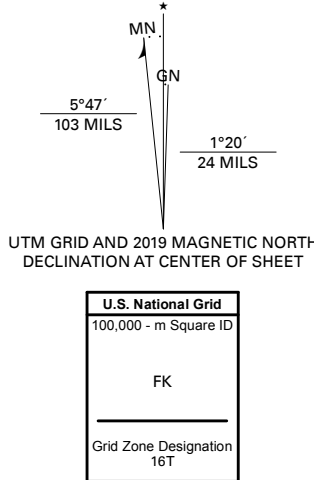 ★
MN
GN
5°47´
103 MILS
1°20´
24 MILS
UTM GRID AND 2019 MAGNETIC NORTH
DECLINATION AT CENTER OF SHEET
U.S. National Grid
100,000 - m Square ID
FK
Grid Zone Designation
16T